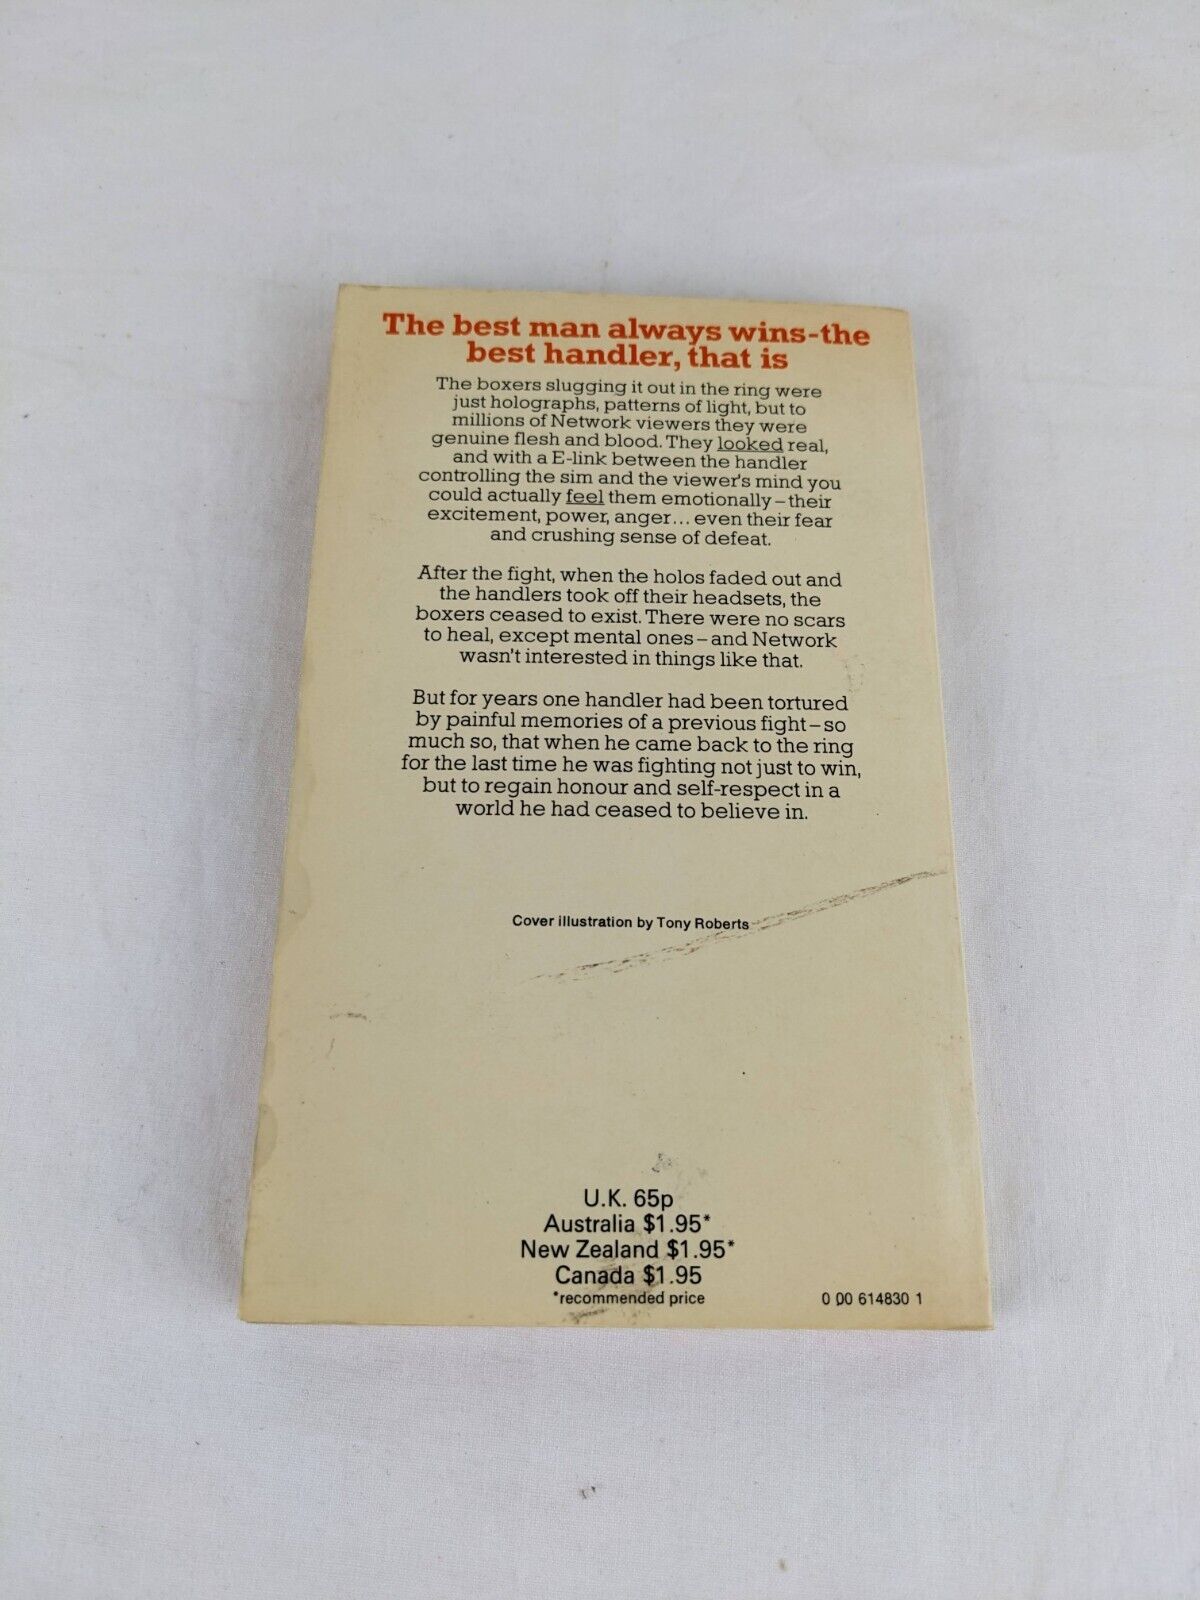 The best man always wins-the
best handler, that is
The boxers slugging it out in the ring were
just holographs, patterns of light, but to
millions of Network viewers they were
genuine flesh and blood. They looked real,
and with a E-link between the handler
controlling the sim and the viewer's mind you
could actually feel them emotionally–their
excitement, power, anger... even their fear
and crushing sense of defeat.
After the fight, when the holos faded out and
the handlers took off their headsets, the
boxers ceased to exist. There were no scars
to heal, except mental ones–and Network
wasn't interested in things like that.
But for years one handler had been tortured
by painful memories of a previous fight–so
much so, that when he came back to the ring
for the last time he was fighting not just to win,
but to regain honour and self-respect in a
world he had ceased to believe in.
Cover illustration by Tony Roberts
U.K. 65p
Australia $1.95*
New Zealand $1.95*
Canada $1.95
*recommended price
0 00 614830 1